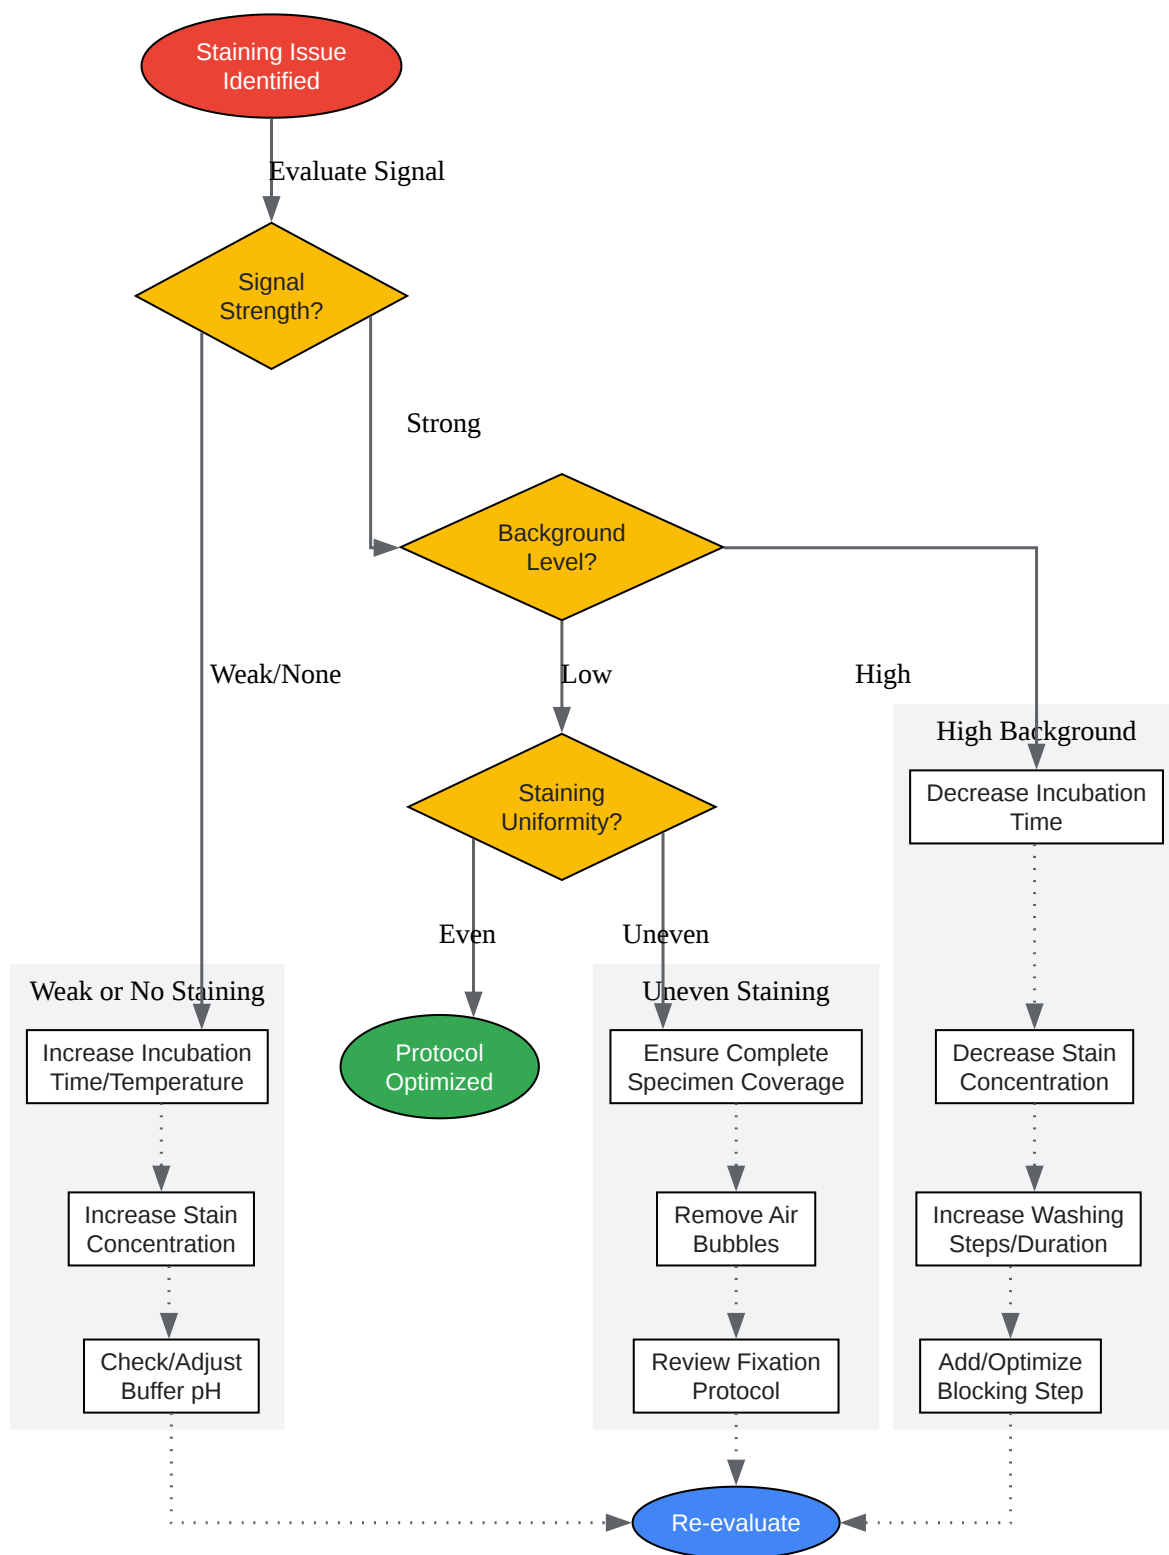 Staining Issue
Identified
Evaluate Signal
Signal
Strength?
Strong
Background
Level?
Weak/None
Low
High
High Background
Decrease Incubation
Time
Staining
Uniformity?
Even
Uneven
Weak or No Staining
Increase Incubation
Time/Temperature
Protocol
Optimized
Uneven Staining
Ensure Complete
Specimen Coverage
Decrease Stain
Concentration
Increase Stain
Concentration
Remove Air
Bubbles
Increase Washing
Steps/Duration
Check/Adjust
Buffer pH
Review Fixation
Protocol
Add/Optimize
Blocking Step
Re-evaluate